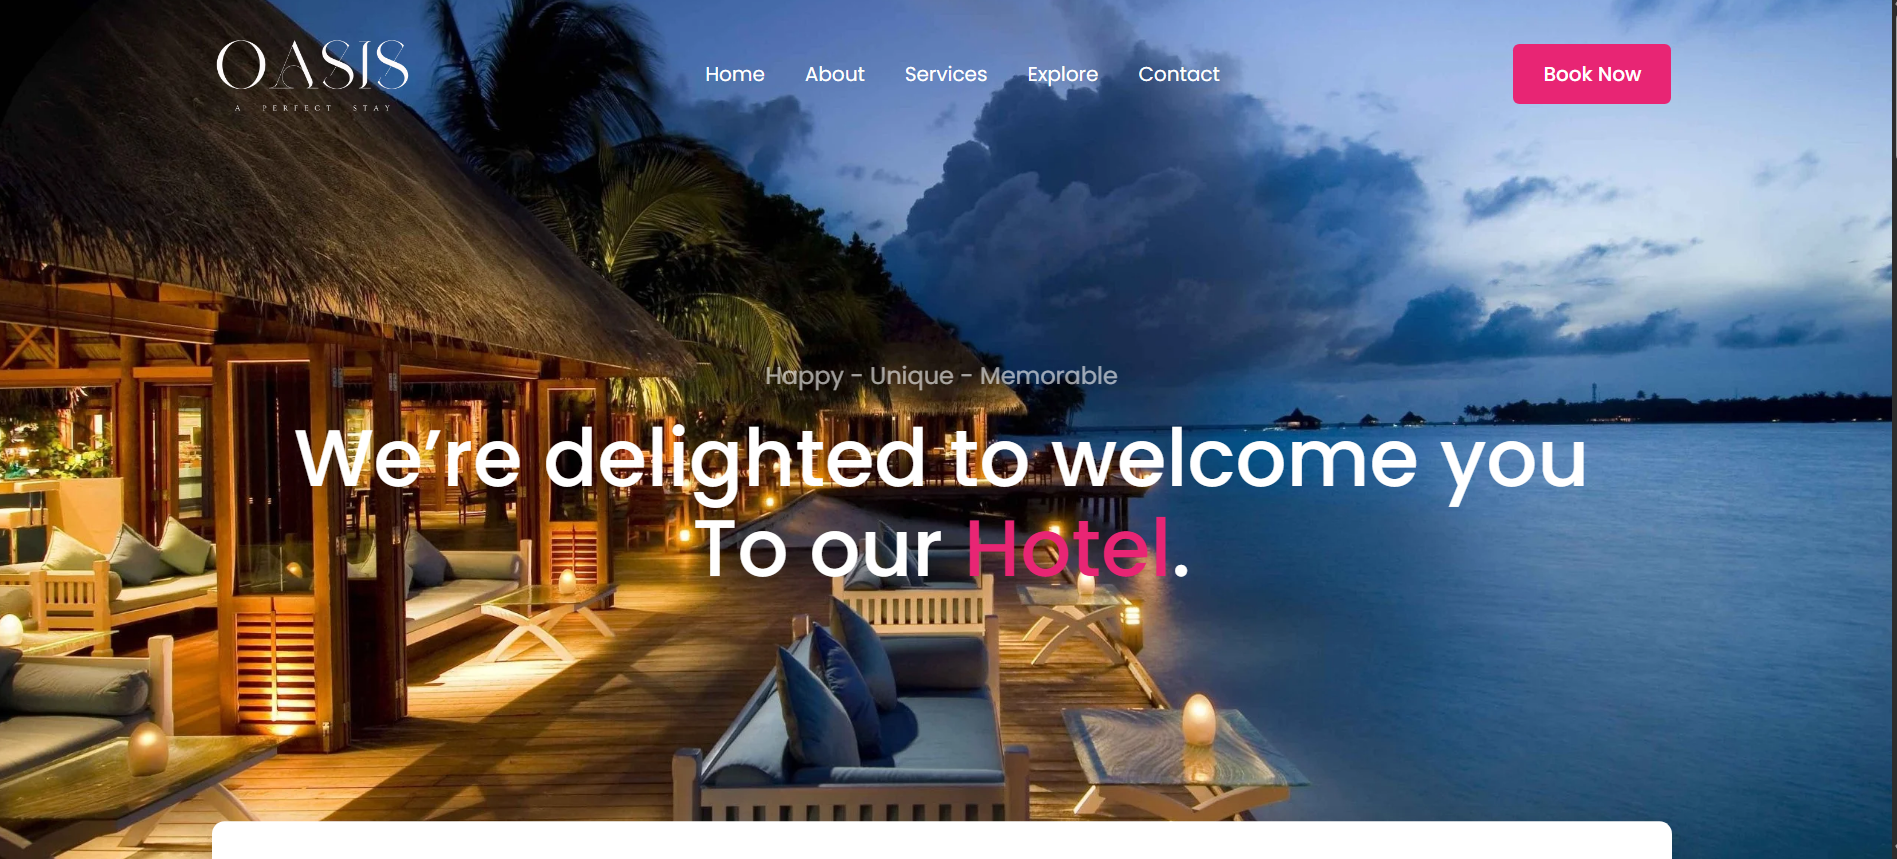 OASIS
A PERFECT STAY
Home About Services Explore Contact
Book Now
Happy - Unique - Memorable
We’re delighted to welcome you
To our Hotel.